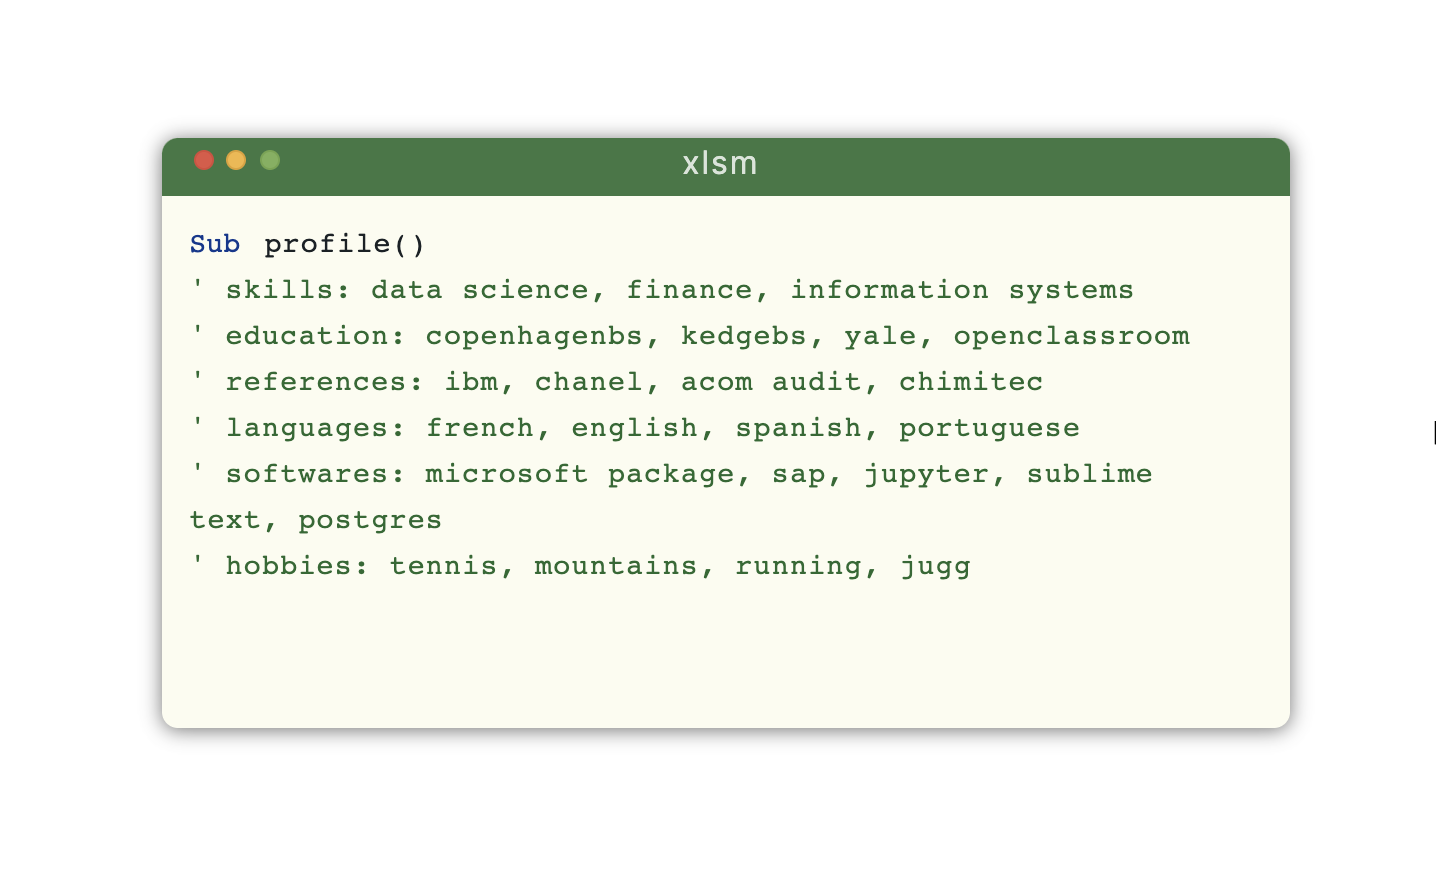 xlsm
Sub profile()
' skills: data science, finance, information systems
' education: copenhagenbs, kedgebs, yale, openclassroom
' references: ibm, chanel, acom audit, chimitec
' languages: french, english, spanish, portuguese
' softwares: microsoft package, sap, jupyter, sublime
text, postgres
' hobbies: tennis, mountains, running, jugg